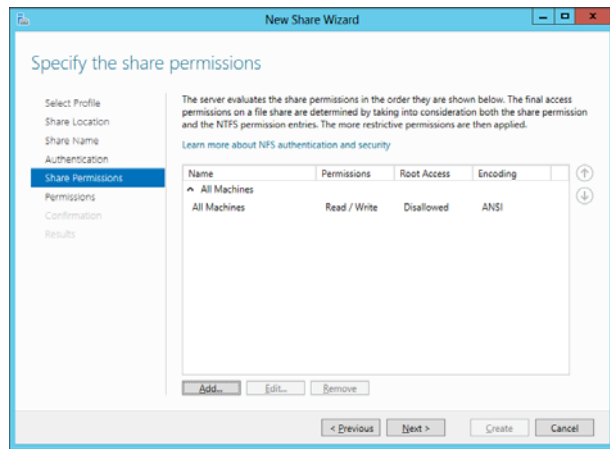 New Share Wizard
Specify the share permissions
Select Profile
Share Location
Share Name
Authentication
Share Permissions
Permissions
Confirmation
Results
The server evaluates the share permissions in the order they are shown below. The final access
permissions on a file share are determined by taking into consideration both the share permission
and the NTFS permission entries. The more restrictive permissions are then applied.
Learn more about NFS authentication and security
Name Permissions Root Access Encoding
All Machines
All Machines Read / Write Disallowed ANSI
Add... Edit... Remove
< Previous Next > Create Cancel